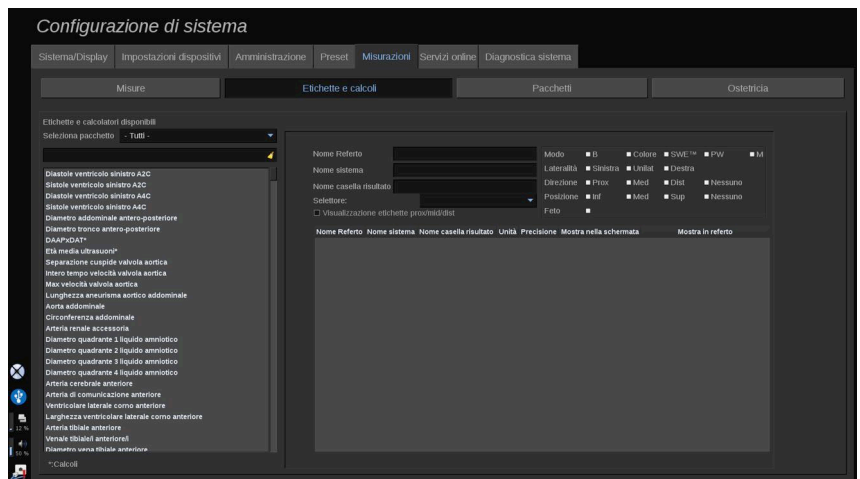 Configurazione di sistema
Sistema/Display Impostazioni dispositivi Amministrazione Preset Misurazioni Servizi online Diagnostica sistema
Misure Etichette e calcoli Pacchetti Ostetricia
Etichette e calcolatori disponibili
Seleziona pacchetto - Tutti -
Diastole ventricolo sinistro A2C
Sistole ventricolo sinistro A2C
Diastole ventricolo sinistro A4C
Sistole ventricolo sinistro A4C
Diametro addominale antero-posteriore
Diametro tronco antero-posteriore
DAAPxDAT*
Età media ultrasuoni*
Separazione cuspide valvola aortica
Intero tempo velocità valvola aortica
Max velocità valvola aortica
Lunghezza aneurisma aortico addominale
Aorta addominale
Circonferenza addominale
Arteria renale accessoria
Diametro quadrante 1 liquido amniotico
Diametro quadrante 2 liquido amniotico
Diametro quadrante 3 liquido amniotico
Diametro quadrante 4 liquido amniotico
Arteria cerebrale anteriore
Arteria di comunicazione anteriore
Ventricolare laterale corno anteriore
Larghezza ventricolare laterale corno anteriore
Arteria tibiale anteriore
Vena/e tibiale/i anteriore/i
Diametro vena tibiale anteriore
*:Calcoli
Nome Referto
Nome sistema
Nome casella risultato
Selettore:
Visualizzazione etichette prox/mid/dist
Modo B Colore SWE™ PW M
Lateralità Sinistra Unilat Destra
Direzione Prox Med Dist Nessuno
Posizione Inf Med Sup Nessuno
Feto
Nome Referto Nome sistema Nome casella risultato Unità Precisione Mostra nella schermata Mostra in referto
12 %
50 %